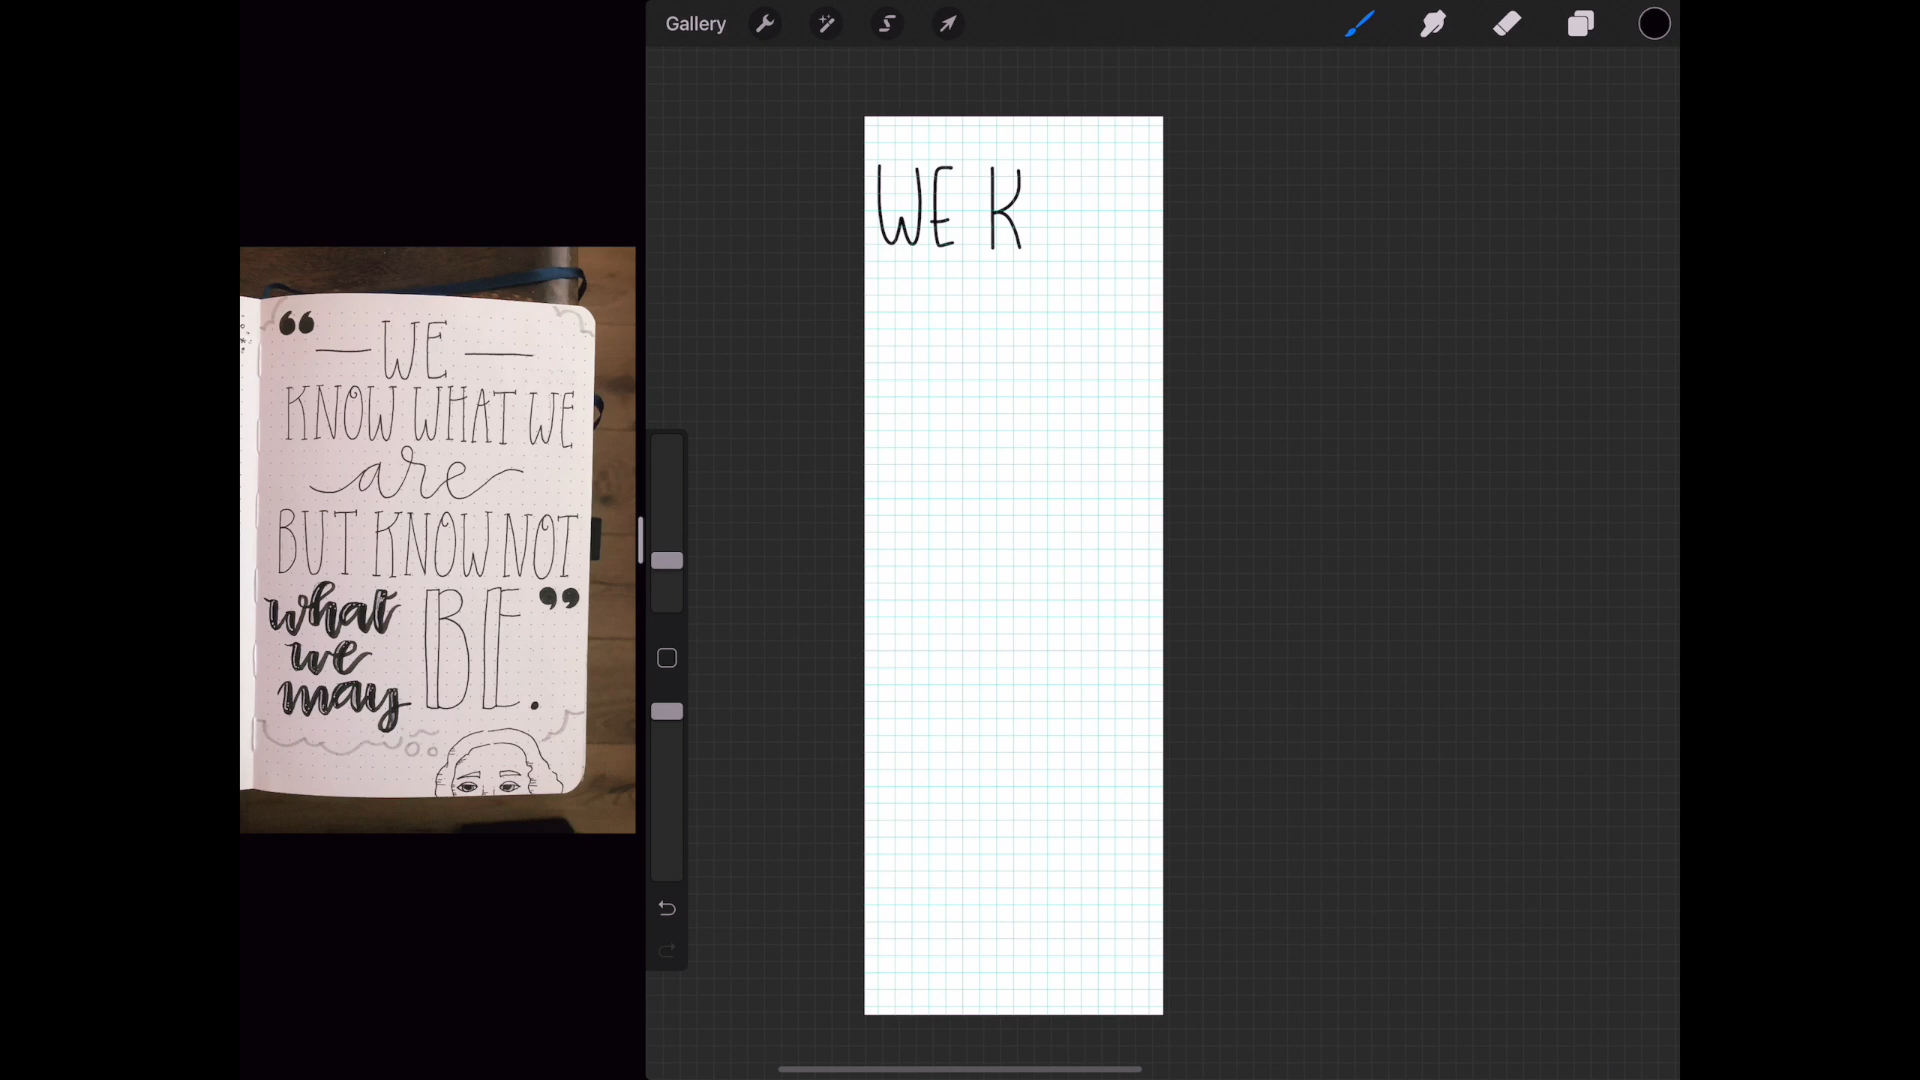 Gallery
WE K
“ — WE —
KNOW WHAT WE
are
BUT KNOW NOT
what
we
may
BE. ”